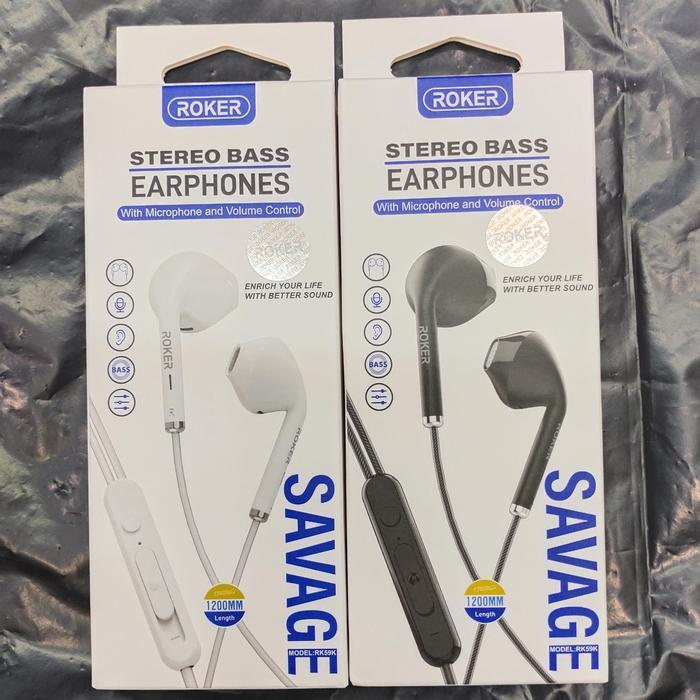 ROKER
STEREO BASS
EARPHONES
With Microphone and Volume Control
ROKER
ENRICH YOUR LIFE
WITH BETTER SOUND
ROKER
BASS
ROKER
SAVAGE
1200MM
Length
MODEL:RK59K
ROKER
STEREO BASS
EARPHONES
With Microphone and Volume Control
ROKER
ENRICH YOUR LIFE
WITH BETTER SOUND
ROKER
BASS
ROKER
SAVAGE
1200MM
Length
MODEL:RK59K